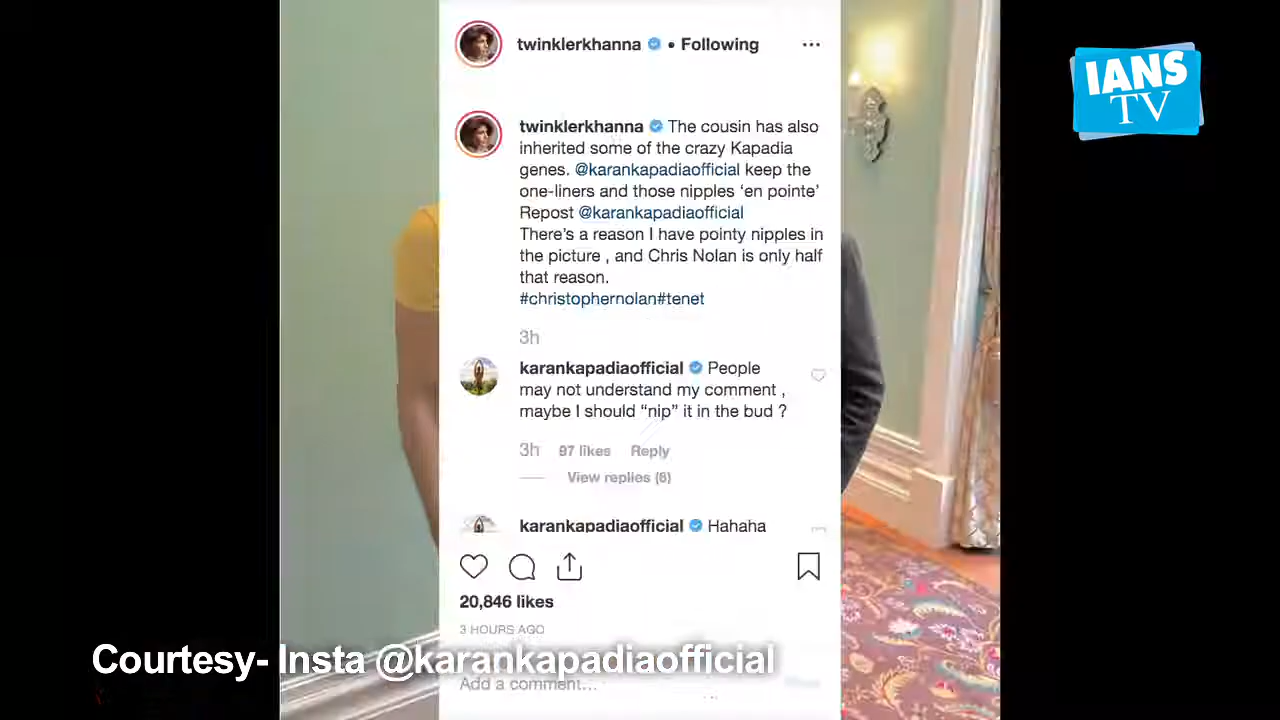 twinklerkhanna • Following
IANS
TV
twinklerkhanna The cousin has also
inherited some of the crazy Kapadia
genes. @karankapadiaofficial keep the
one-liners and those nipples ‘en pointe’
Repost @karankapadiaofficial
There’s a reason I have pointy nipples in
the picture , and Chris Nolan is only half
that reason.
#christophernolan#tenet
3h
karankapadiaofficial People
may not understand my comment ,
maybe I should “nip” it in the bud ?
3h 97 likes Reply
View replies (6)
karankapadiaofficial Hahaha
20,846 likes
3 HOURS AGO
Courtesy- Insta @karankapadiaofficial
Add a comment...